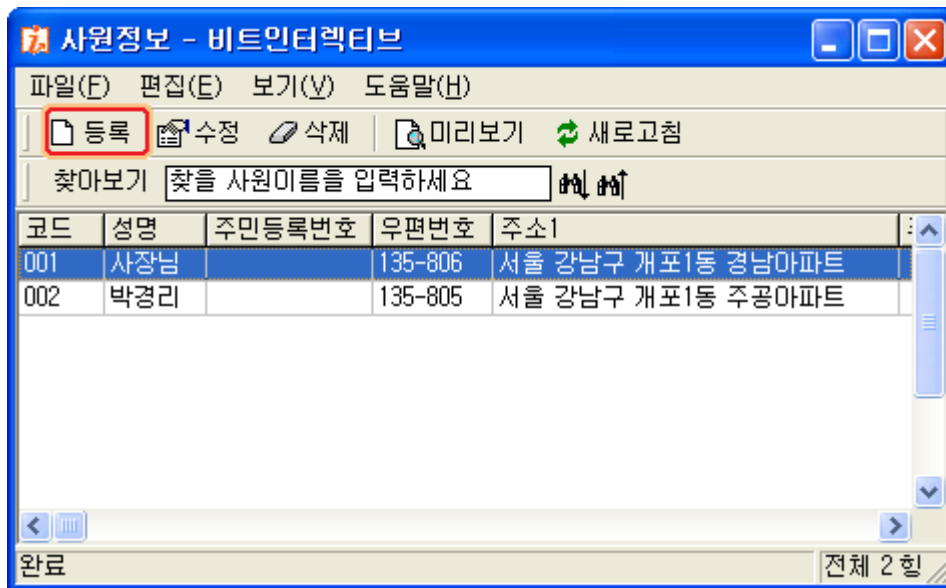 사원정보 - 비트인터렉티브
파일(F) 편집(E) 보기(V) 도움말(H)
등록 수정 삭제 미리보기 새로고침
찾아보기 찾을 사원이름을 입력하세요
코드 성명 주민등록번호 우편번호 주소1
001 사장님 135-806 서울 강남구 개포1동 경남아파트
002 박경리 135-805 서울 강남구 개포1동 주공아파트
완료 전체 2 힝